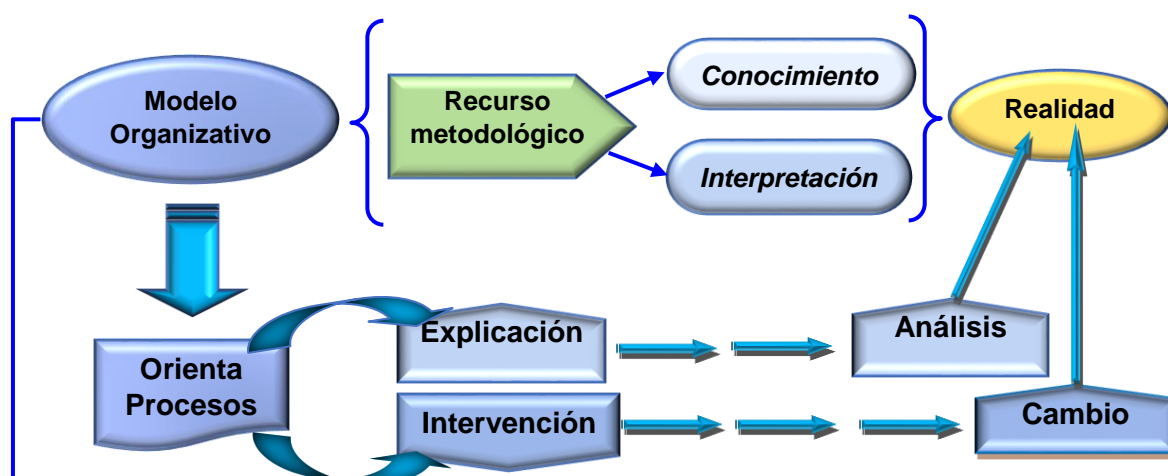 Modelo
Organizativo
Recurso
metodológico
Conocimiento
Interpretación
Realidad
Orienta
Procesos
Explicación
Análisis
Intervención
Cambio